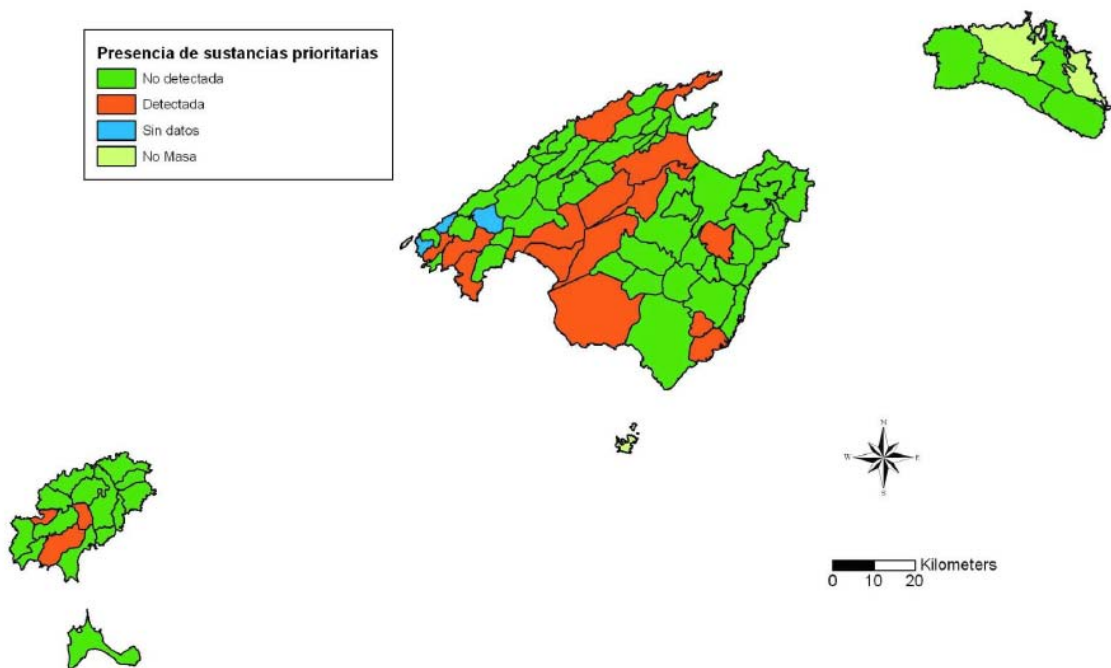 Presencia de sustancias prioritarias
No detectada
Detectada
Sin datos
No Masa
N
W E
S
Kilometers
0 10 20